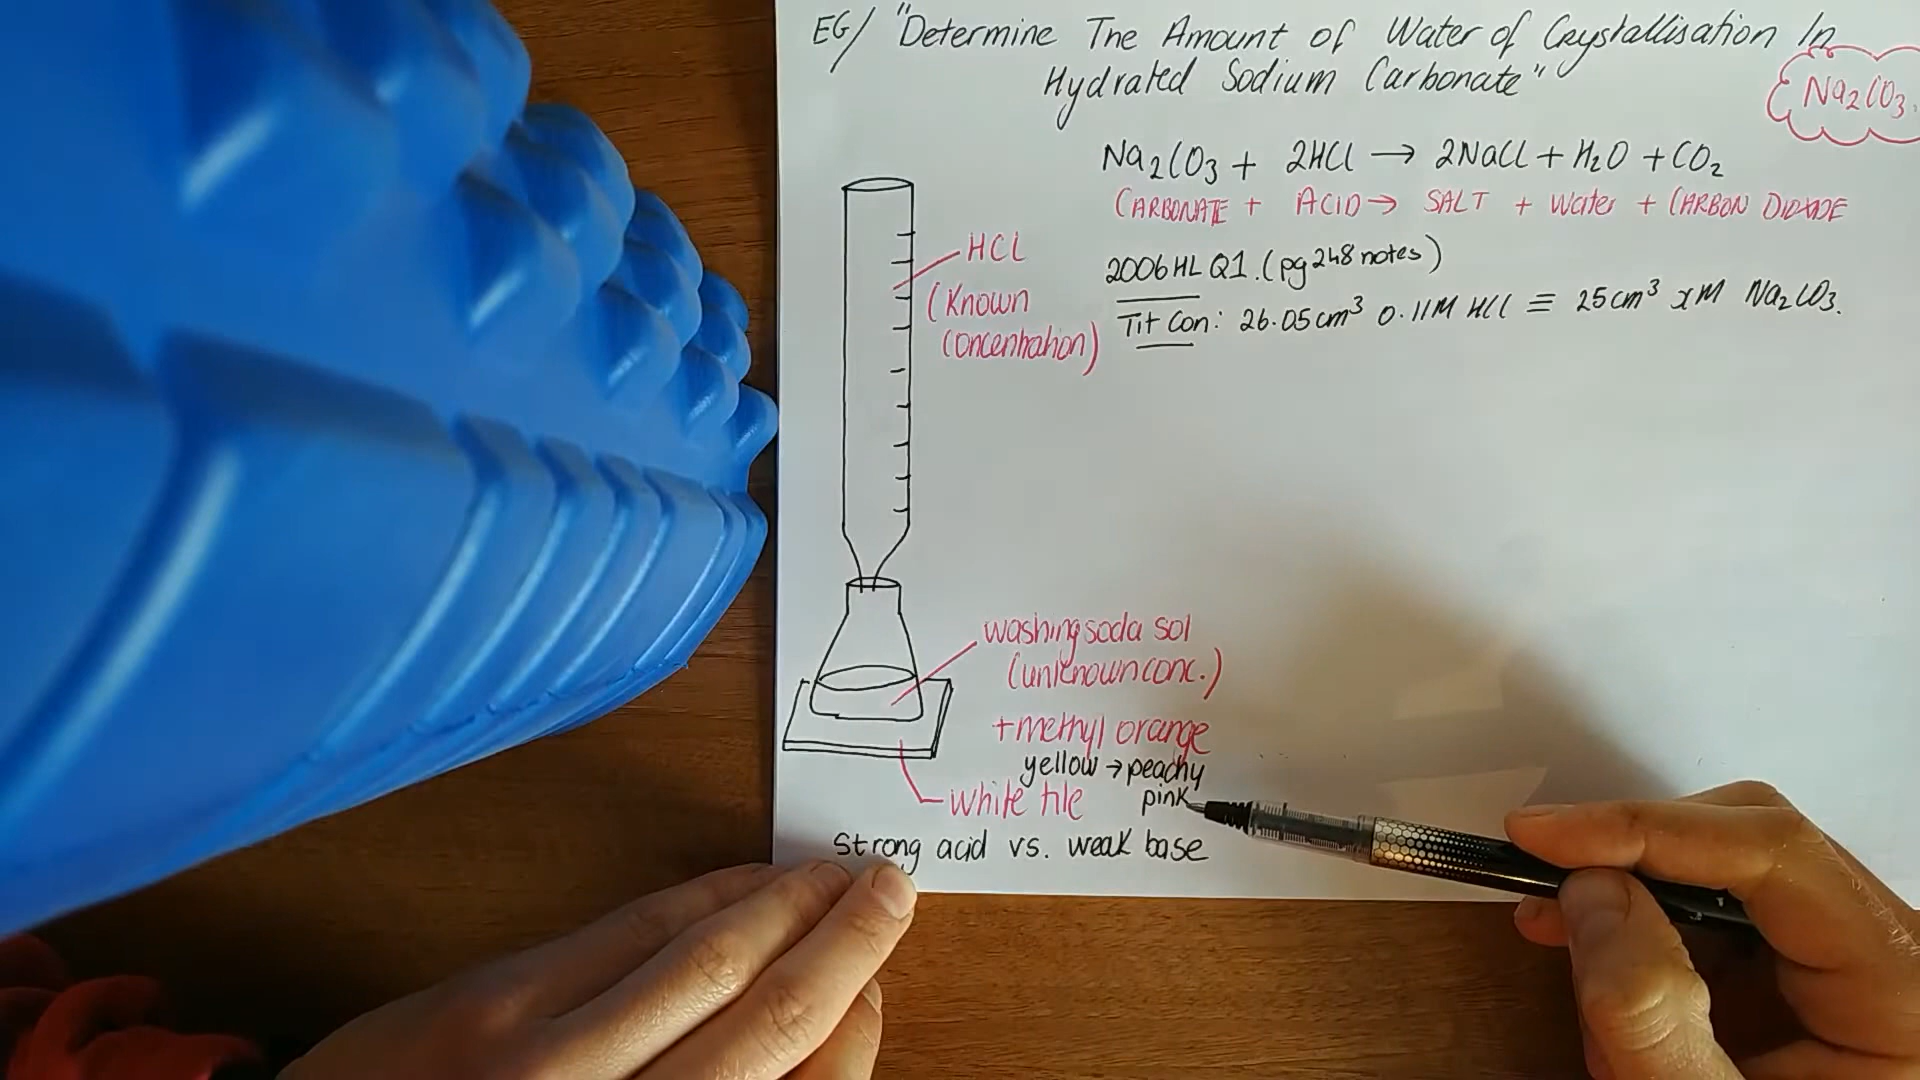 EG/ "Determine The Amount of Water of Crystallisation In
Hydrated Sodium Carbonate"
Na2CO3.
Na2CO3 + 2HCl → 2NaCl + H2O + CO2
CARBONATE + ACID → SALT + Water + CARBON DIOXIDE
2006 HL Q1. (pg 248 notes)
Tit Con: 26.05cm3 0.11M HCl ≡ 25cm3 xM Na2CO3.
HCl
(Known
Concentration)
washing soda sol
(unknown conc.)
+ methyl orange
yellow → peachy
pink
white tile
strong acid vs. weak base